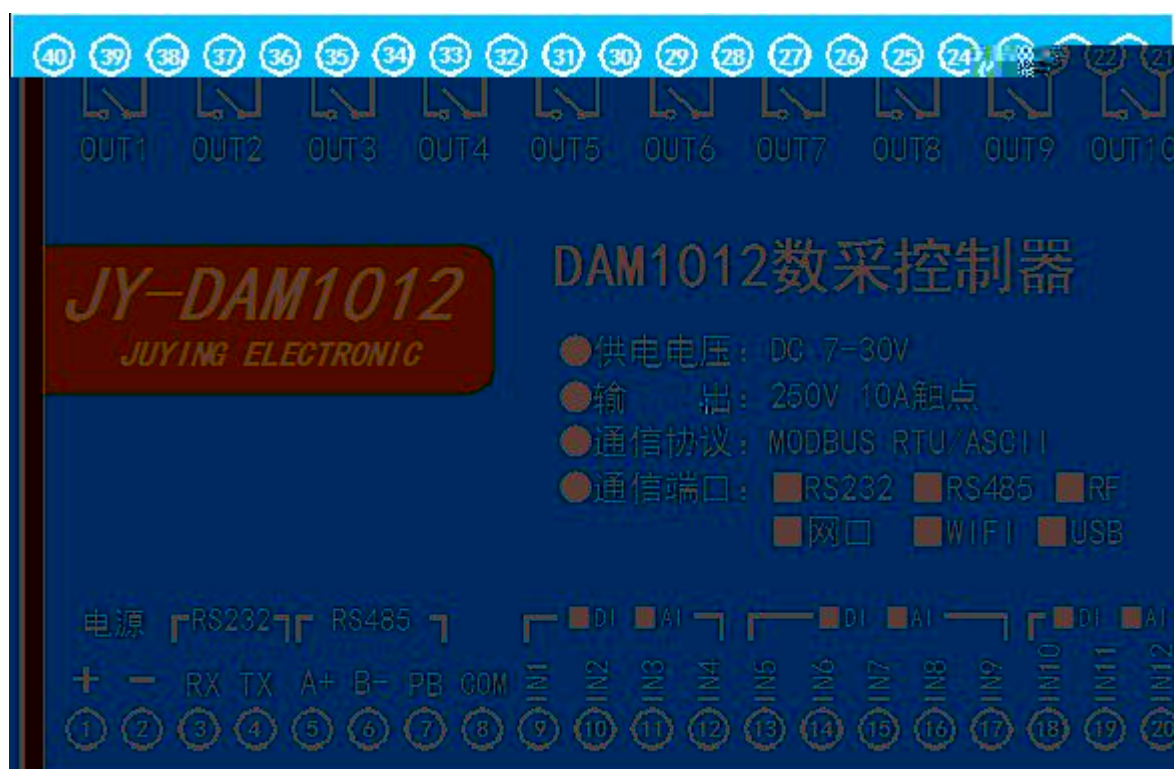 40 39 38 37 36 35 34 33 32 31 30 29 28 27 26 25 24 22 21
OUT1 OUT2 OUT3 OUT4 OUT5 OUT6 OUT7 OUT8 OUT9 OUT10
JY-DAM1012
JUYING ELECTRONIC
DAM1012数采控制器
供电电压: DC 7-30V
输 出: 250V 10A触点
通信协议: MODBUS RTU/ASCII
通信端口: RS232 RS485 RF
网口 WIFI USB
电源 RS232 RS485 DI AI DI AI DI AI
+ - RX TX A+ B- PB COM IN1 IN2 IN3 IN4 IN5 IN6 IN7 IN8 IN9 IN10 IN11 IN12
1 2 3 4 5 6 7 8 9 10 11 12 13 14 15 16 17 18 19 20